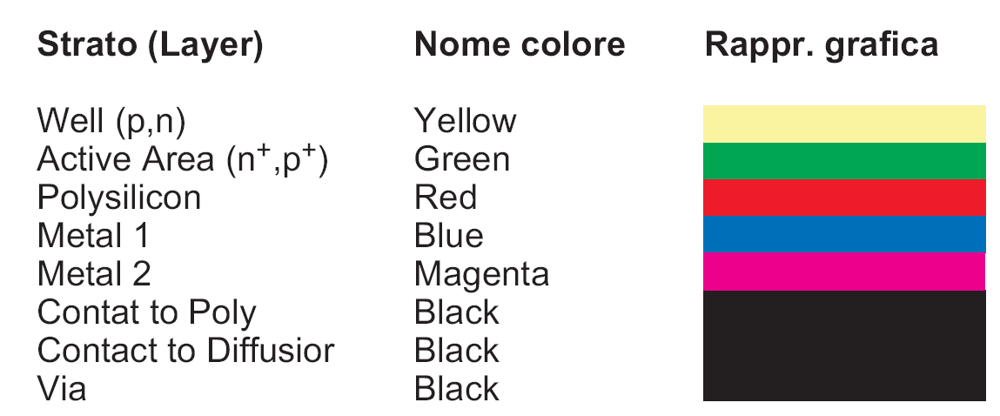 Strato (Layer) Nome colore Rappr. grafica
Well (p,n) Yellow
Active Area (n⁺,p⁺) Green
Polysilicon Red
Metal 1 Blue
Metal 2 Magenta
Contat to Poly Black
Contact to Diffusior Black
Via Black